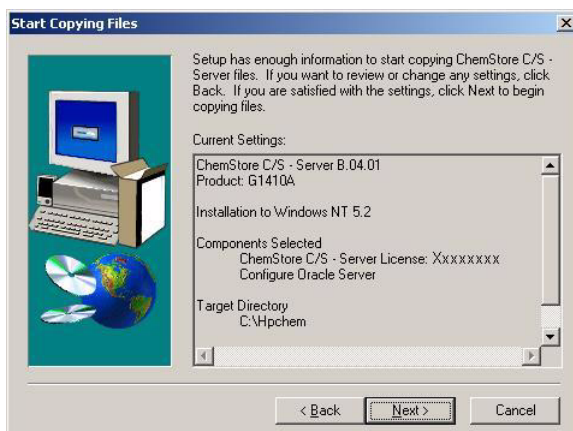 Start Copying Files
Setup has enough information to start copying ChemStore C/S -
Server files. If you want to review or change any settings, click
Back. If you are satisfied with the settings, click Next to begin
copying files.
Current Settings:
ChemStore C/S - Server B.04.01
Product: G1410A
Installation to Windows NT 5.2
Components Selected
ChemStore C/S - Server License: Xxxxxxxx
Configure Oracle Server
Target Directory
C:\Hpchem
< Back
Next >
Cancel